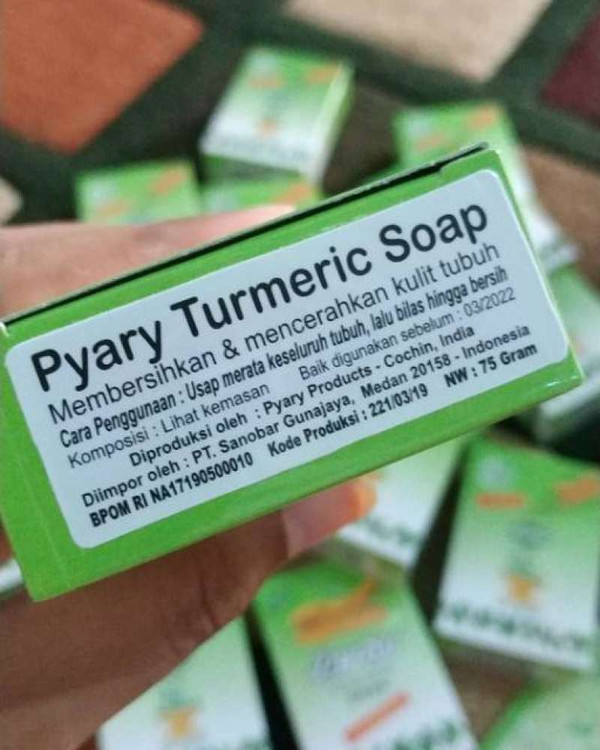 Pyary Turmeric Soap
Membersihkan & mencerahkan kulit tubuh
Cara Penggunaan : Usap merata keseluruh tubuh, lalu bilas hingga bersih
Komposisi : Lihat kemasan Baik digunakan sebelum : 03/2022
Diproduksi oleh : Pyary Products - Cochin, India
Diimpor oleh : PT. Sanobar Gunajaya, Medan 20158 - Indonesia
BPOM RI NA17190500010 Kode Produksi : 221/03/19 NW : 75 Gram